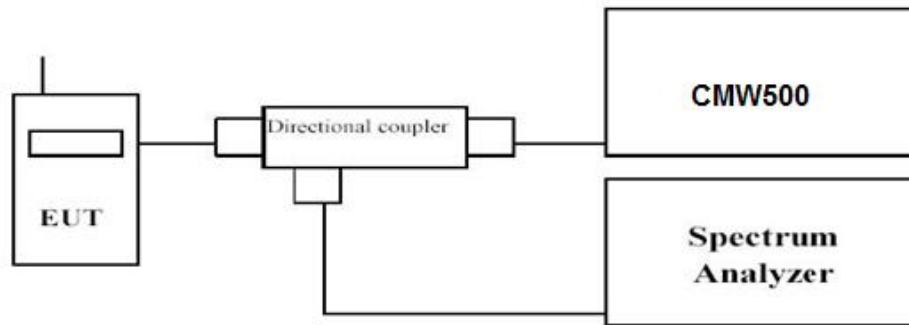 CMW500
Directional coupler
EUT
Spectrum
Analyzer